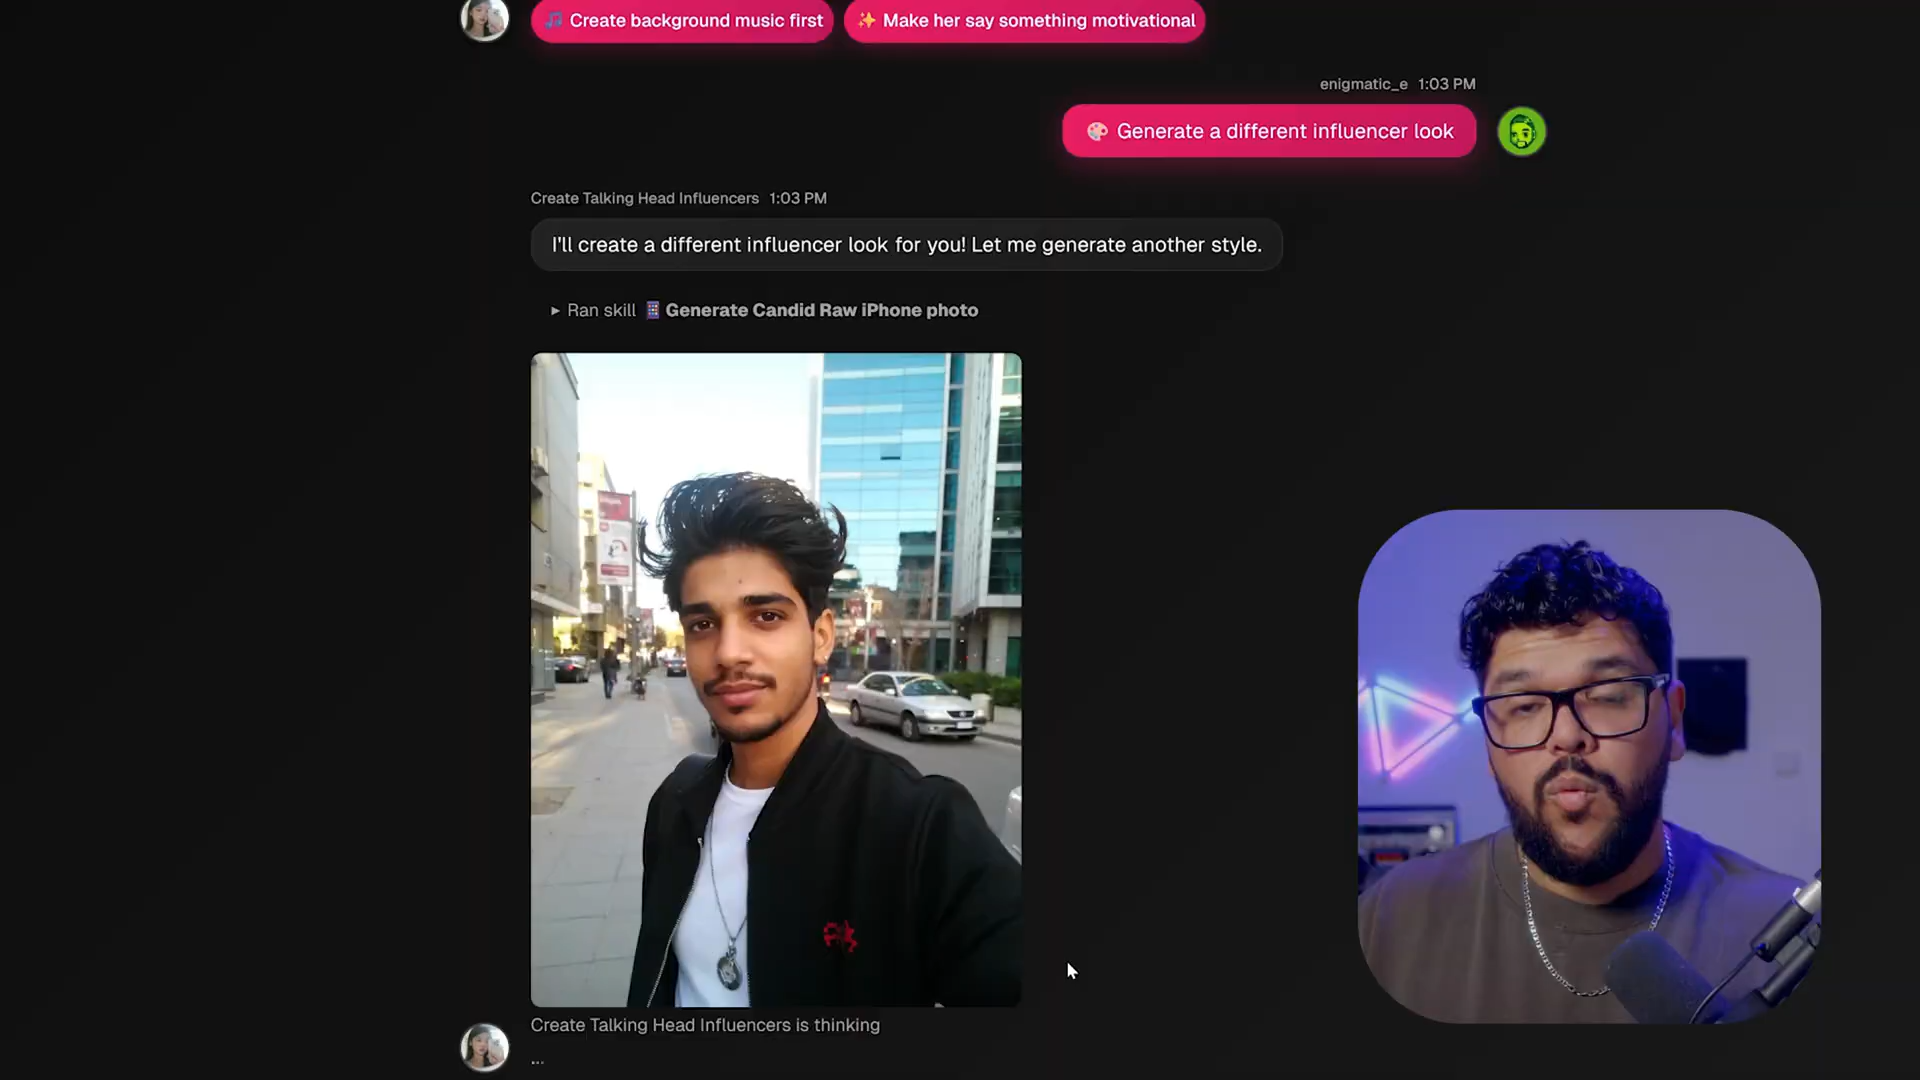 Create background music first
Make her say something motivational
enigmatic_e 1:03 PM
Generate a different influencer look
Create Talking Head Influencers 1:03 PM
I'll create a different influencer look for you! Let me generate another style.
Ran skill Generate Candid Raw iPhone photo
Create Talking Head Influencers is thinking
...